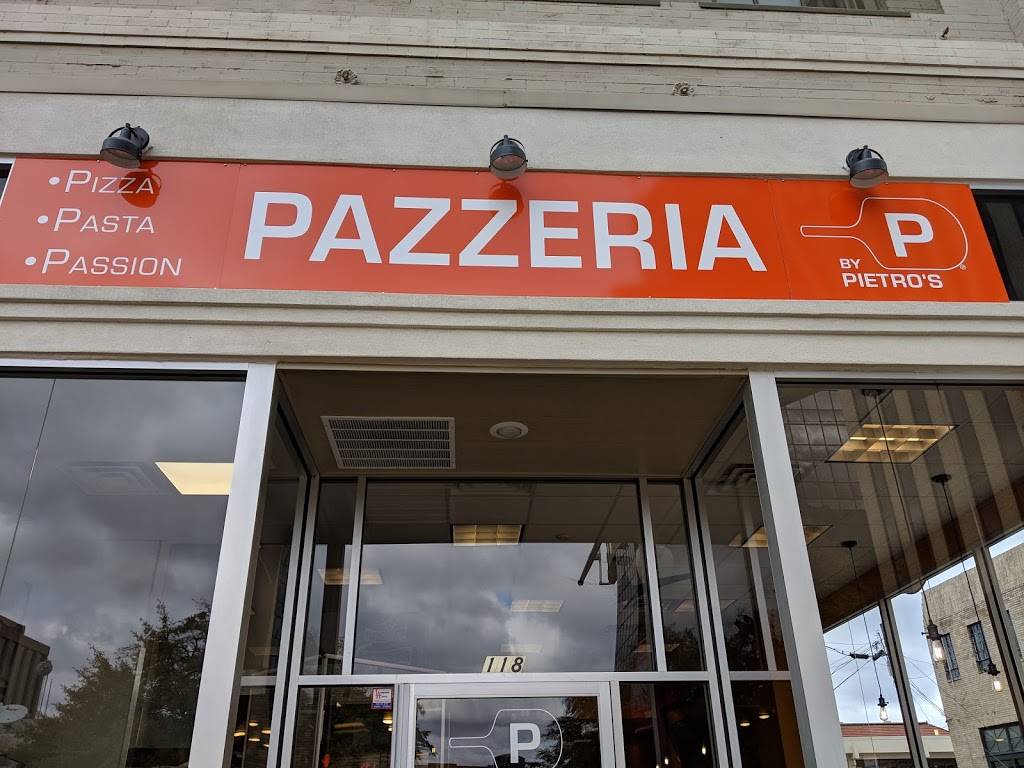 •PIZZA
•PASTA
•PASSION
PAZZERIA
P
BY
PIETRO'S
®
118
P